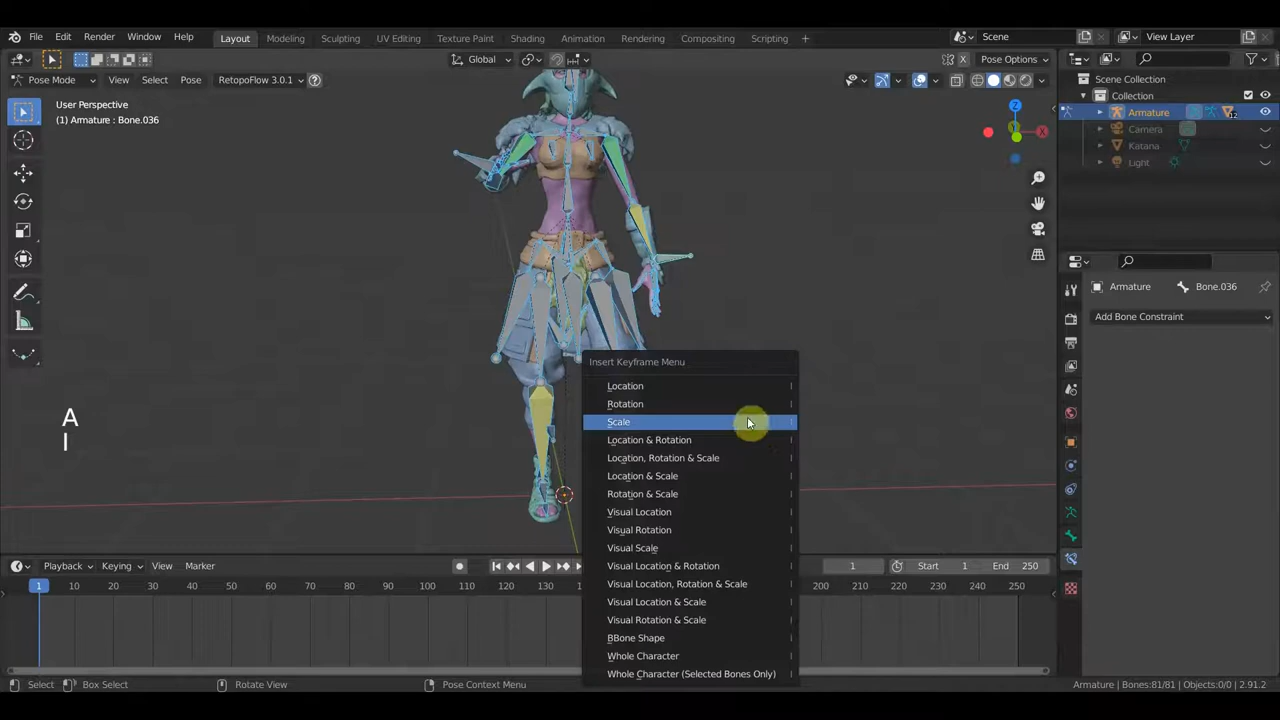 File Edit Render Window Help Layout Modeling Sculpting UV Editing Texture Paint Shading Animation Rendering Compositing Scripting + Scene View Layer
Global Pose Options
Pose Mode View Select Pose RetopoFlow 3.0.1
Scene Collection
Collection
Armature
Camera
Katana
Light
User Perspective
(1) Armature : Bone.036
Armature Bone.036
Add Bone Constraint
A
I
Insert Keyframe Menu
Location I
Rotation I
Scale I
Location & Rotation I
Location, Rotation & Scale I
Location & Scale I
Rotation & Scale I
Visual Location I
Visual Rotation I
Visual Scale I
Visual Location & Rotation I
Visual Location, Rotation & Scale I
Visual Location & Scale I
Visual Rotation & Scale I
BBone Shape I
Whole Character I
Whole Character (Selected Bones Only) I
Playback Keying View Marker 1 Start 1 End 250
1 10 20 30 40 50 60 70 80 90 100 110 120 130 140 150 210 220 230 240 250
Select Box Select Rotate View Pose Context Menu Armature | Bones:81/81 | Objects:0/0 | 2.91.2